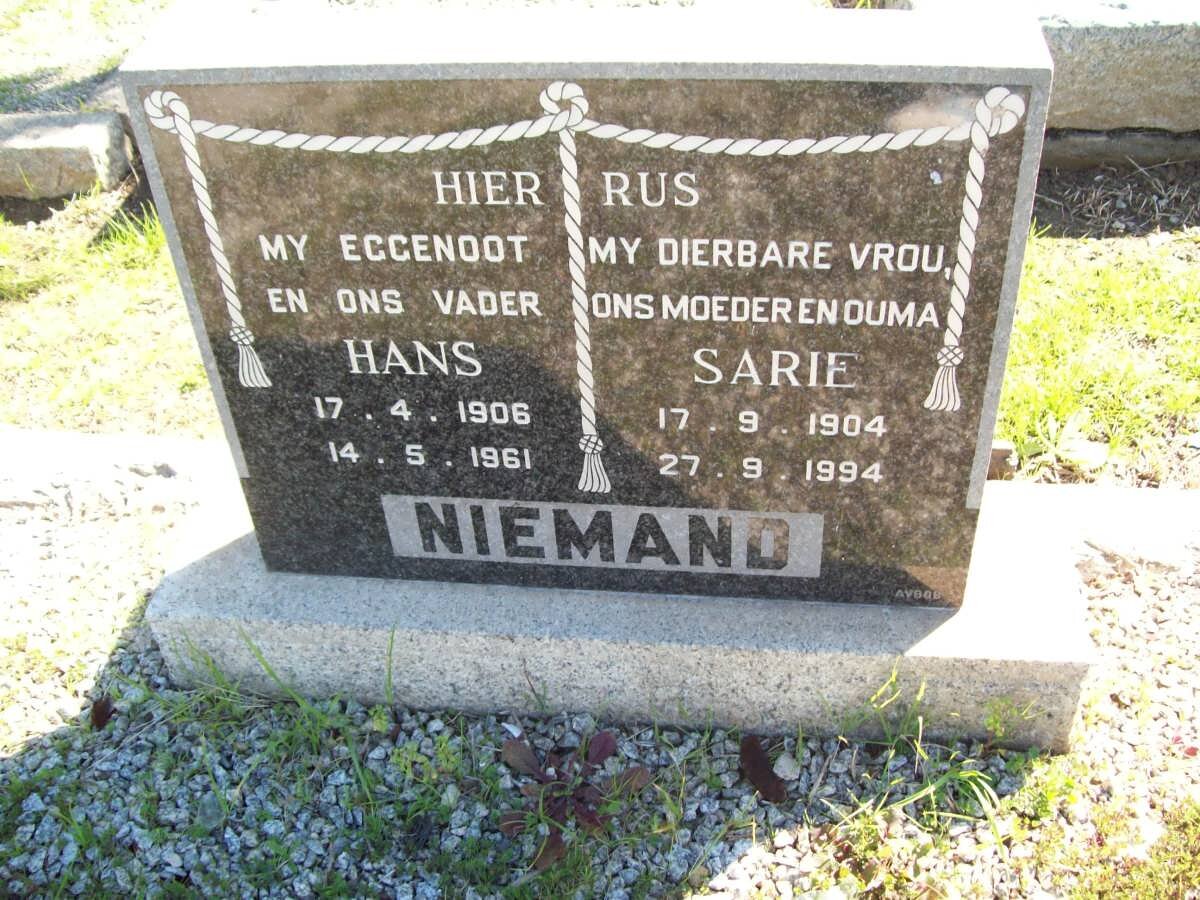 HIER RUS
MY EGGENOOT
EN ONS VADER
HANS
17 . 4 . 1906
14 . 5 . 1961
MY DIERBARE VROU,
ONS MOEDER EN OUMA
SARIE
17 . 9 . 1904
27 . 9 . 1994
NIEMAND
AVBOB